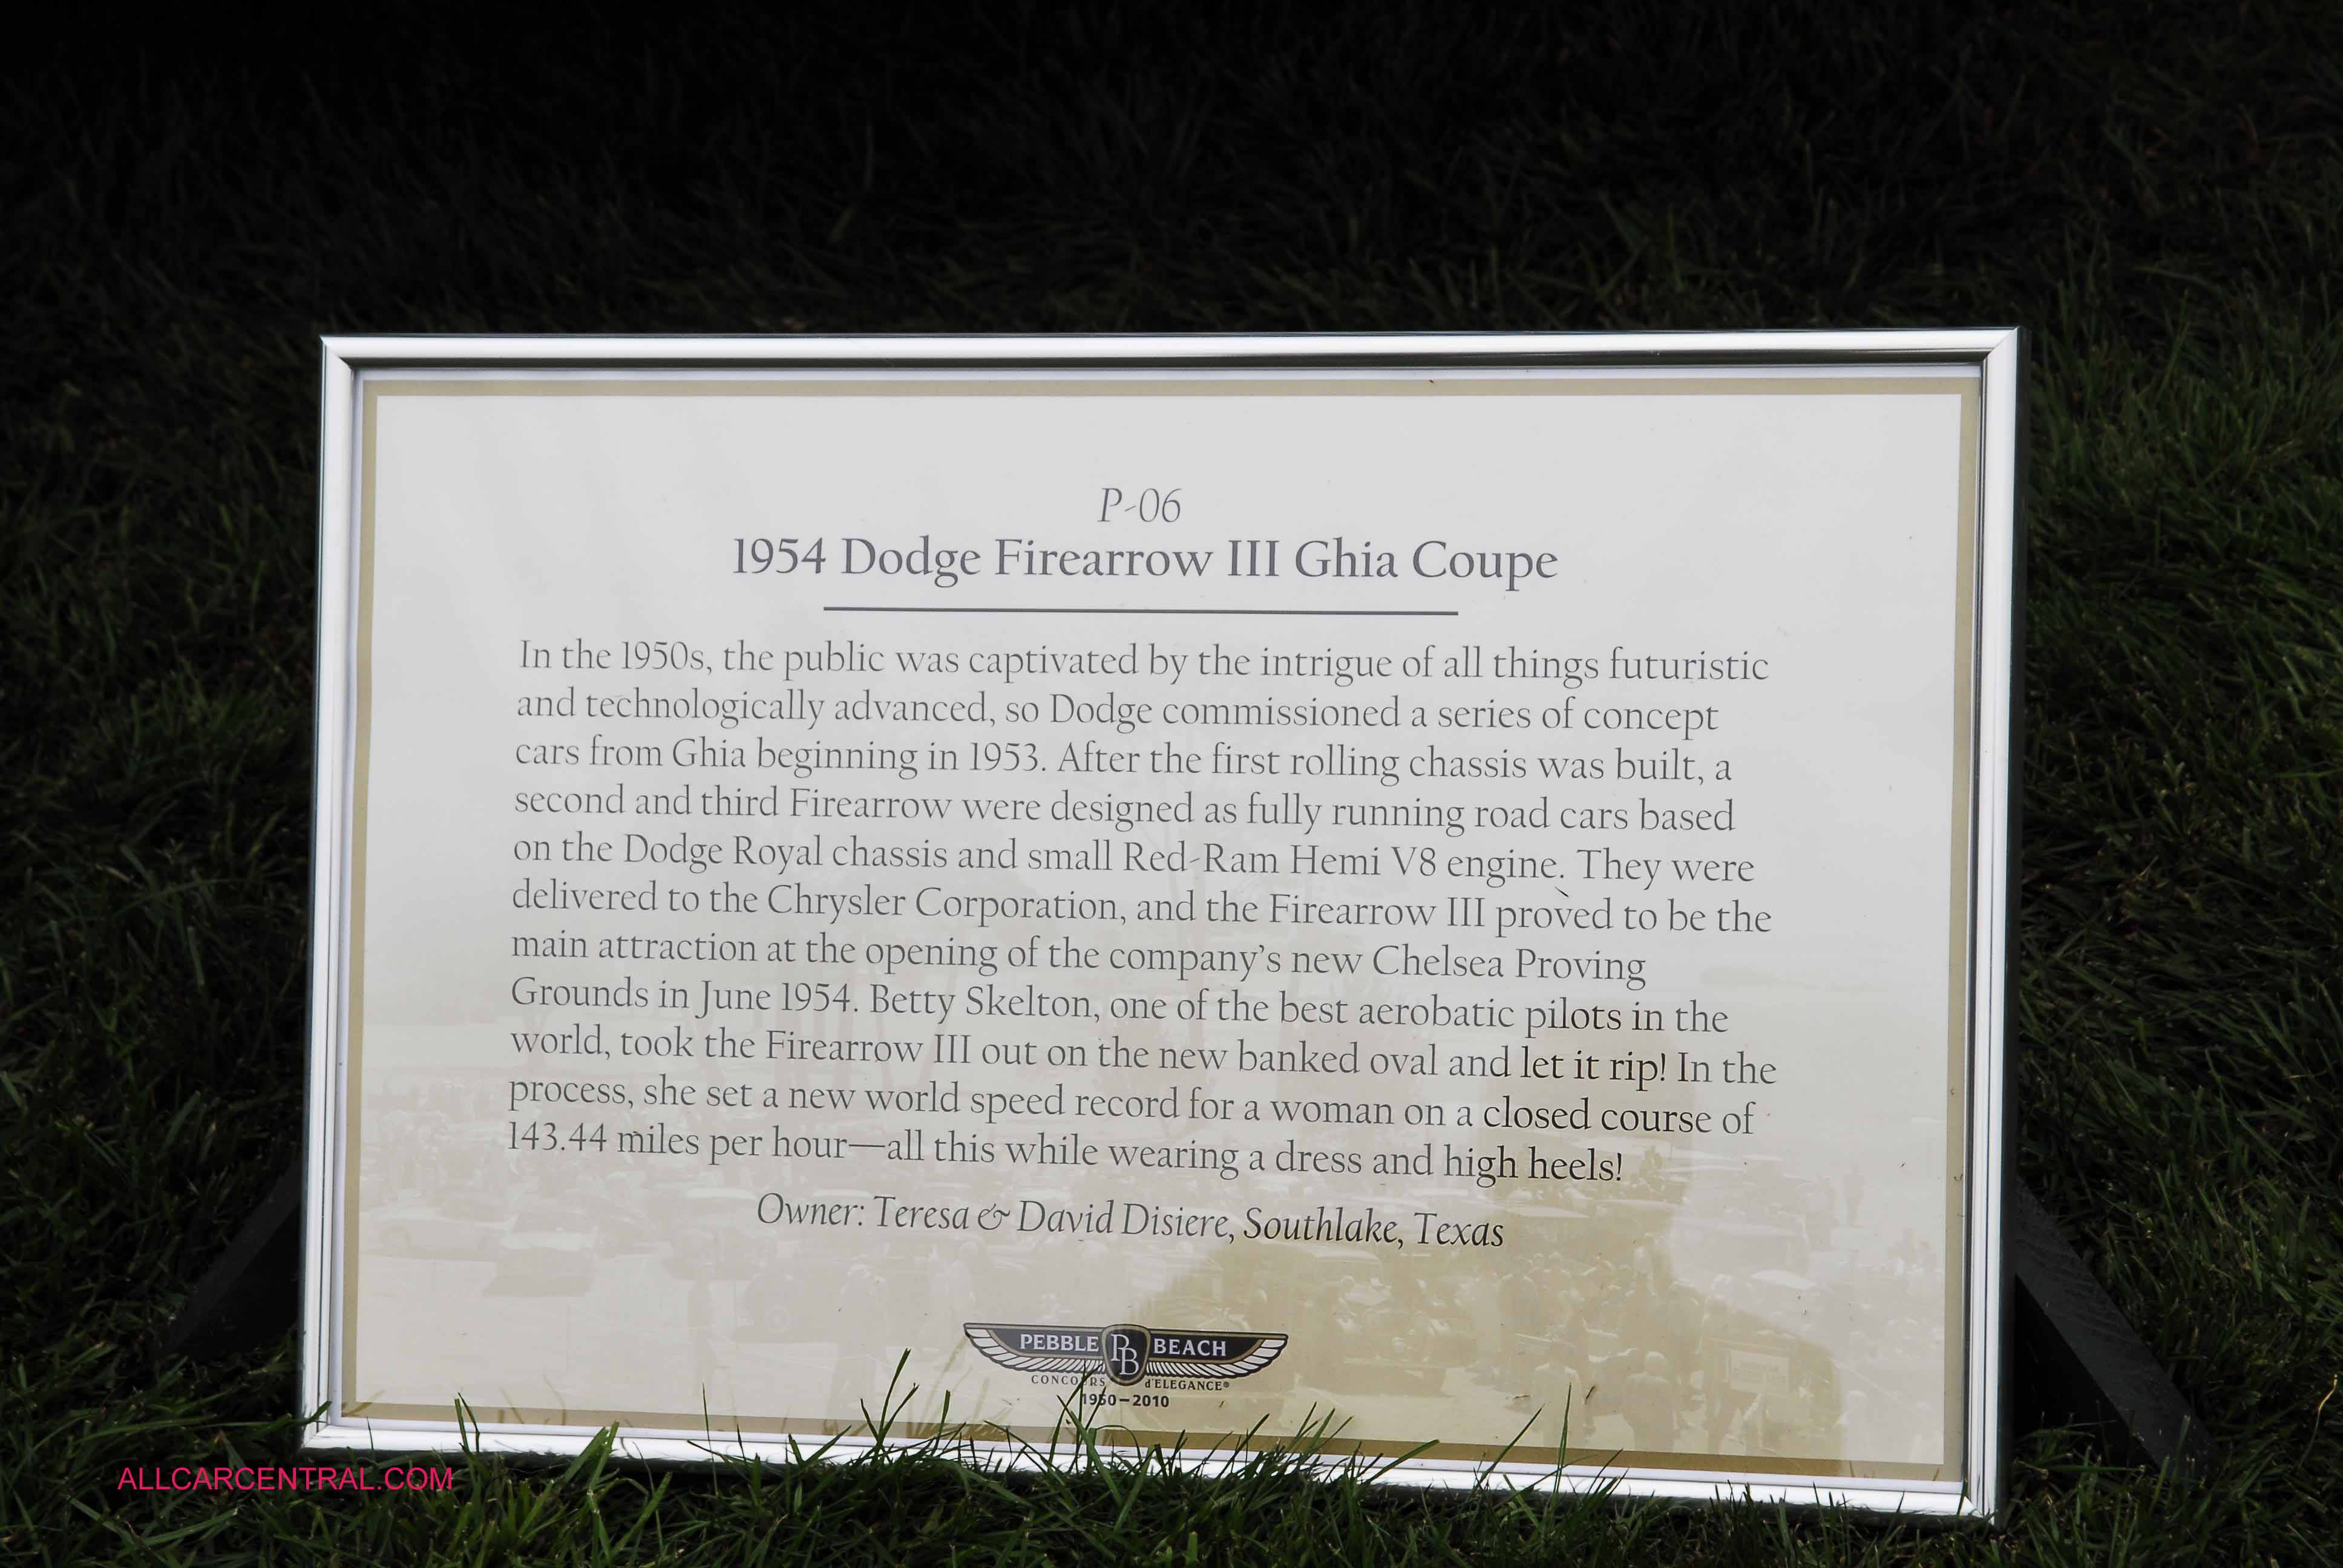 P-06
1954 Dodge Firearrow III Ghia Coupe
In the 1950s, the public was captivated by the intrigue of all things futuristic
and technologically advanced, so Dodge commissioned a series of concept
cars from Ghia beginning in 1953. After the first rolling chassis was built, a
second and third Firearrow were designed as fully running road cars based
on the Dodge Royal chassis and small Red-Ram Hemi V8 engine. They were
delivered to the Chrysler Corporation, and the Firearrow III proved to be the
main attraction at the opening of the company's new Chelsea Proving
Grounds in June 1954. Betty Skelton, one of the best aerobatic pilots in the
world, took the Firearrow III out on the new banked oval and let it rip! In the
process, she set a new world speed record for a woman on a closed course of
143.44 miles per hour—all this while wearing a dress and high heels!
Owner: Teresa & David Disiere, Southlake, Texas
PEBBLE PB BEACH
CONCOURS d'ELEGANCE®
1950–2010
ALLCARCENTRAL.COM